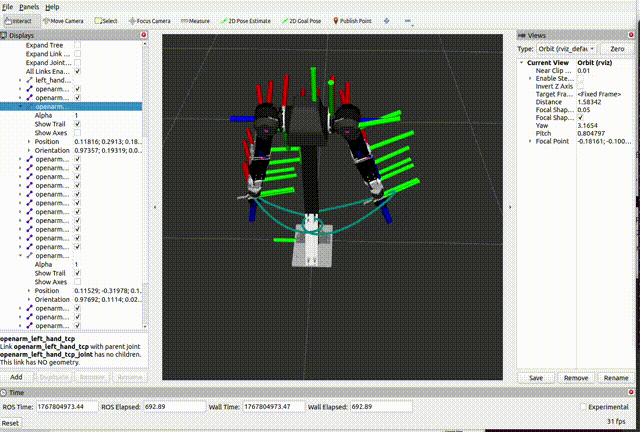 File Panels Help
Interact Move Camera Select Focus Camera Measure 2D Pose Estimate 2D Goal Pose Publish Point
Displays
Expand Tree
Expand Link ...
Expand Joint...
All Links Ena...
left_hand...
openarm...
openarm...
openarm...
Alpha 1
Show Trail
Show Axes
Position 0.11816; 0.2913; 0.18...
Orientation 0.97357; 0.19319; 0.0...
openarm...
openarm...
openarm...
openarm...
openarm...
openarm...
openarm...
openarm...
openarm...
openarm...
openarm...
Alpha 1
Show Trail
Show Axes
Position 0.11529; -0.31978; 0.1...
Orientation 0.97692; 0.1114; 0.02...
openarm...
openarm...
openarm_left_hand_tcp
Link openarm_left_hand_tcp with parent joint
openarm_left_hand_tcp_joint has no children.
This link has NO geometry.
Add Duplicate Remove Rename
Views
Type: Orbit (rviz_defau Zero
Current View Orbit (rviz)
Near Clip ... 0.01
Enable Ste...
Invert Z Axis
Target Fra... <Fixed Frame>
Distance 1.58342
Focal Shap... 0.05
Focal Shap...
Yaw 3.1654
Pitch 0.804797
Focal Point -0.18161; -0.100...
Save Remove Rename
Time
ROS Time: 1767804973.44 ROS Elapsed: 692.89 Wall Time: 1767804973.47 Wall Elapsed: 692.89 Experimental
Reset 31 fps